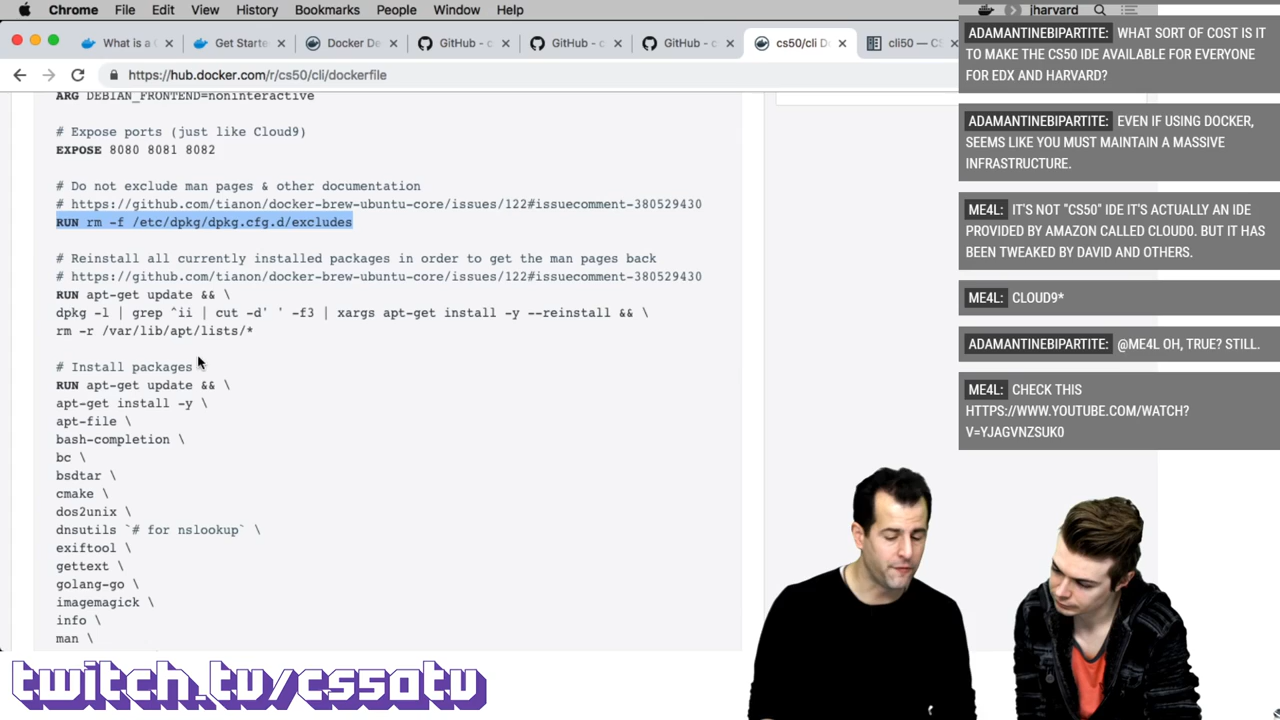 Chrome File Edit View History Bookmarks People Window Help jharvard
What is a Get Starte Docker De GitHub - c GitHub - GitHub - cs50/cli D cli50 — CS
https://hub.docker.com/r/cs50/cli/dockerfile
ARG DEBIAN_FRONTEND=noninteractive
# Expose ports (just like Cloud9)
EXPOSE 8080 8081 8082
# Do not exclude man pages & other documentation
# https://github.com/tianon/docker-brew-ubuntu-core/issues/122#issuecomment-380529430
RUN rm -f /etc/dpkg/dpkg.cfg.d/excludes
# Reinstall all currently installed packages in order to get the man pages back
# https://github.com/tianon/docker-brew-ubuntu-core/issues/122#issuecomment-380529430
RUN apt-get update && \
dpkg -l | grep ^ii | cut -d' ' -f3 | xargs apt-get install -y --reinstall && \
rm -r /var/lib/apt/lists/*
# Install packages
RUN apt-get update && \
apt-get install -y \
apt-file \
bash-completion \
bc \
bsdtar \
cmake \
dos2unix \
dnsutils `# for nslookup` \
exiftool \
gettext \
golang-go \
imagemagick \
info \
man \
ADAMANTINEBIPARTITE: WHAT SORT OF COST IS IT
TO MAKE THE CS50 IDE AVAILABLE FOR EVERYONE
FOR EDX AND HARVARD?
ADAMANTINEBIPARTITE: EVEN IF USING DOCKER,
SEEMS LIKE YOU MUST MAINTAIN A MASSIVE
INFRASTRUCTURE.
ME4L: IT'S NOT "CS50" IDE IT'S ACTUALLY AN IDE
PROVIDED BY AMAZON CALLED CLOUD0. BUT IT HAS
BEEN TWEAKED BY DAVID AND OTHERS.
ME4L: CLOUD9*
ADAMANTINEBIPARTITE: @ME4L OH, TRUE? STILL.
ME4L: CHECK THIS
HTTPS://WWW.YOUTUBE.COM/WATCH?
V=YJAGVNZSUK0
twitch.tv/cs50tv